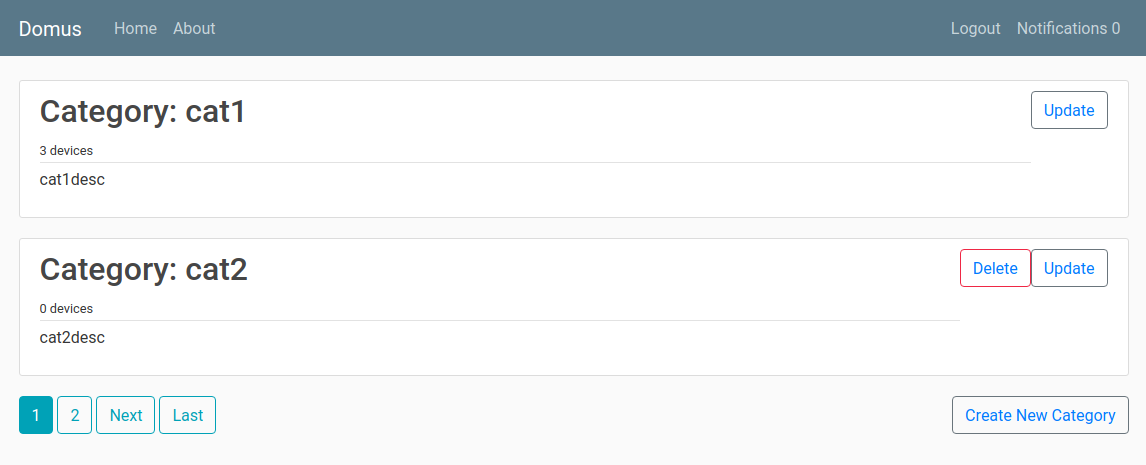 Domus Home About Logout Notifications 0
Category: cat1 Update
3 devices
cat1desc
Category: cat2 Delete Update
0 devices
cat2desc
1 2 Next Last Create New Category